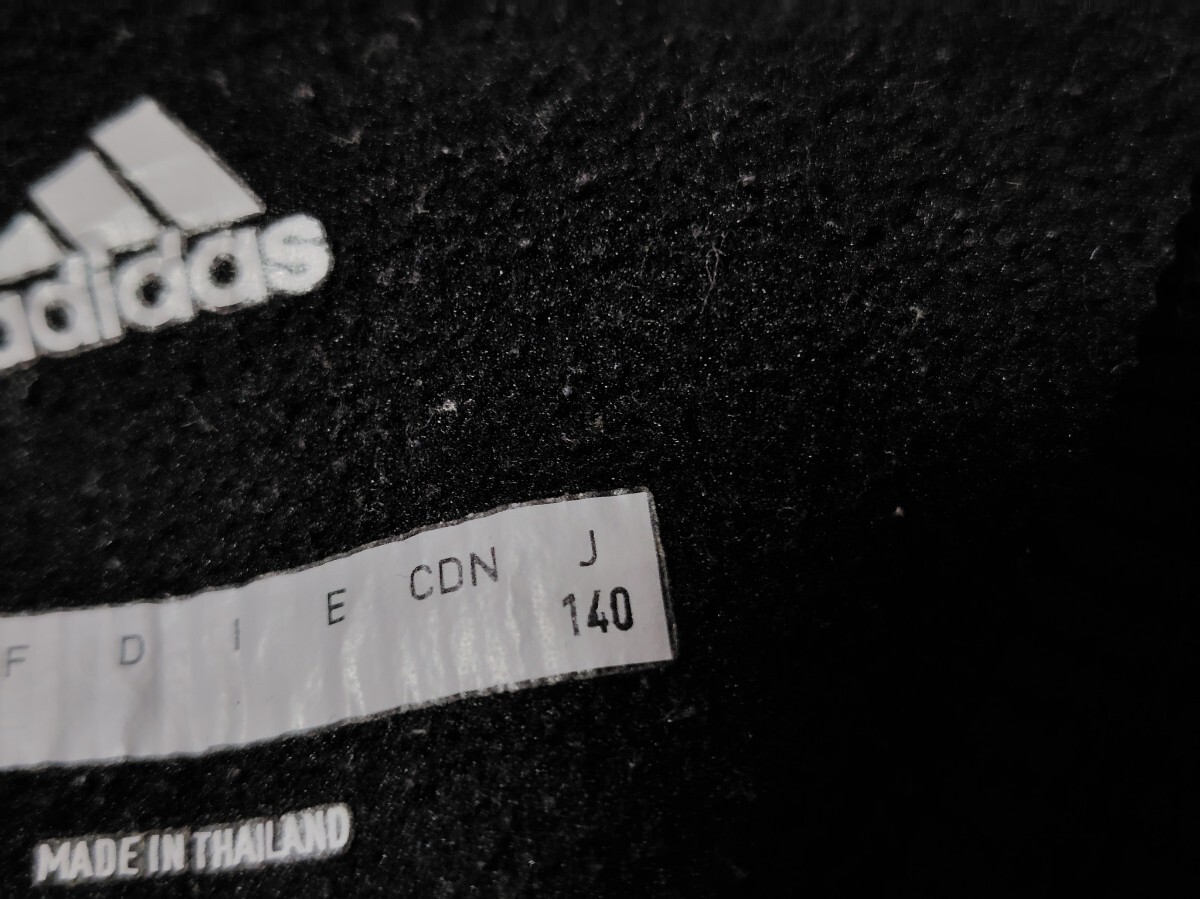 adidas
F D I E CDN J
140
MADE IN THAILAND